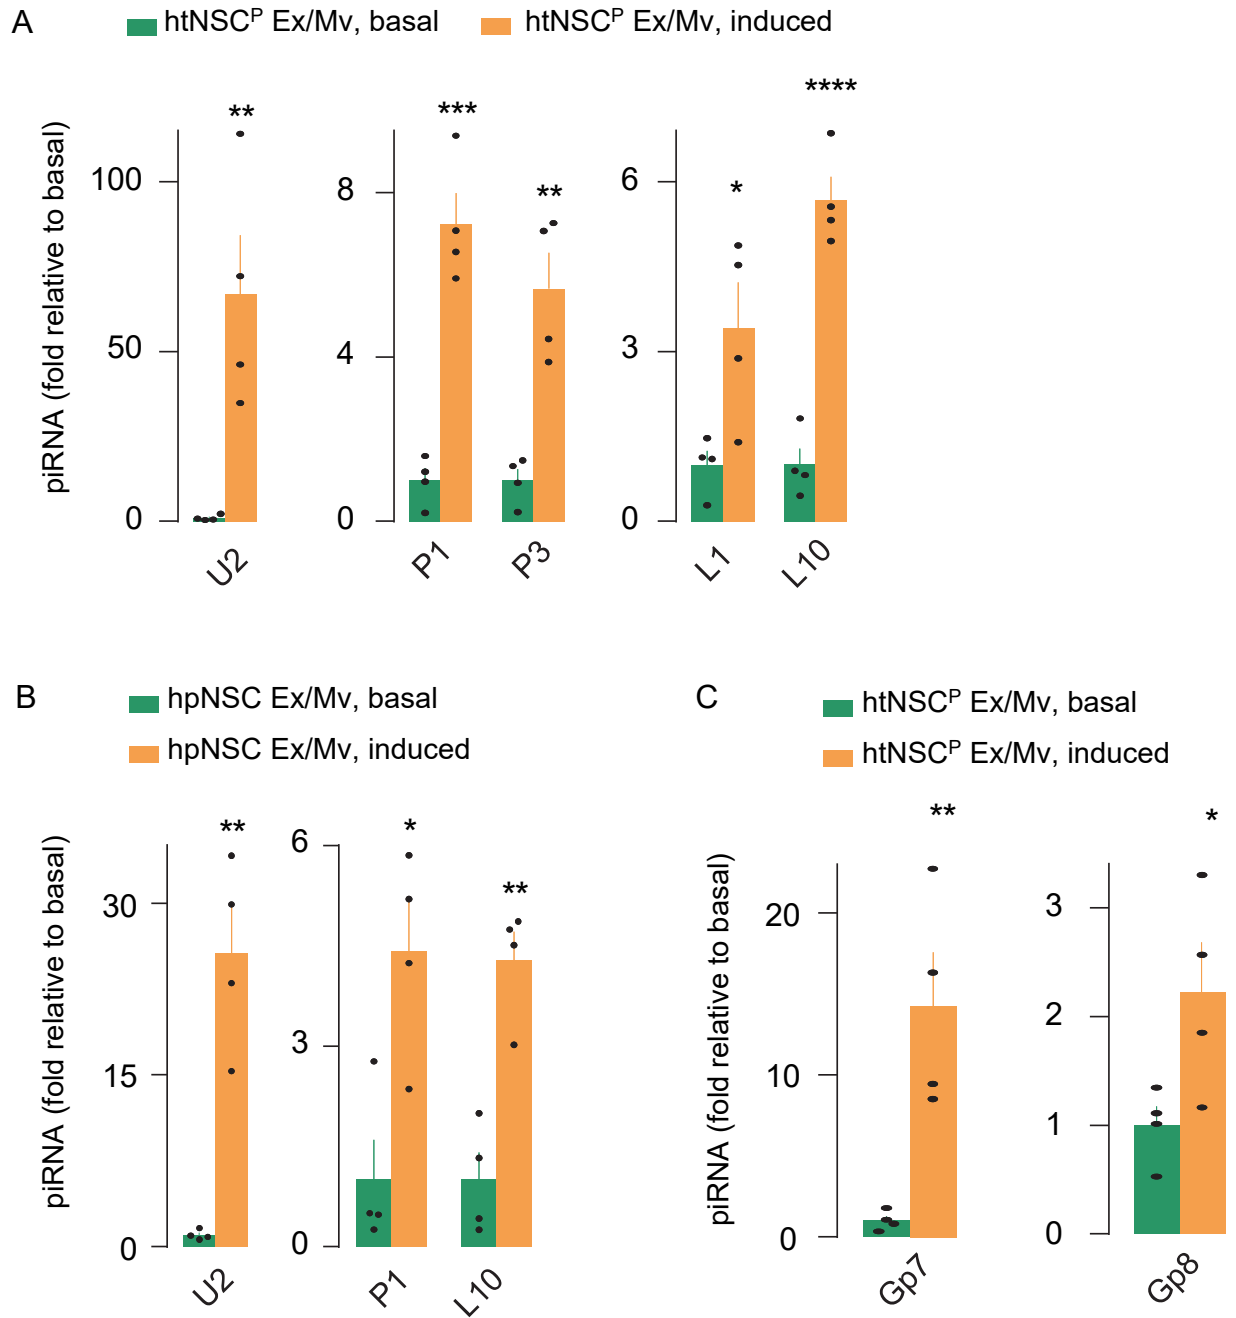 A
htNSCᴾ Ex/Mv, basal
htNSCᴾ Ex/Mv, induced
piRNA (fold relative to basal)
100
50
0
**
U2
8
4
0
***
**
P1
P3
6
3
0
*
****
L1
L10
B
hpNSC Ex/Mv, basal
hpNSC Ex/Mv, induced
piRNA (fold relative to basal)
30
15
0
**
U2
6
3
0
*
**
P1
L10
C
htNSCᴾ Ex/Mv, basal
htNSCᴾ Ex/Mv, induced
piRNA (fold relative to basal)
20
10
0
**
Gp7
3
2
1
0
*
Gp8